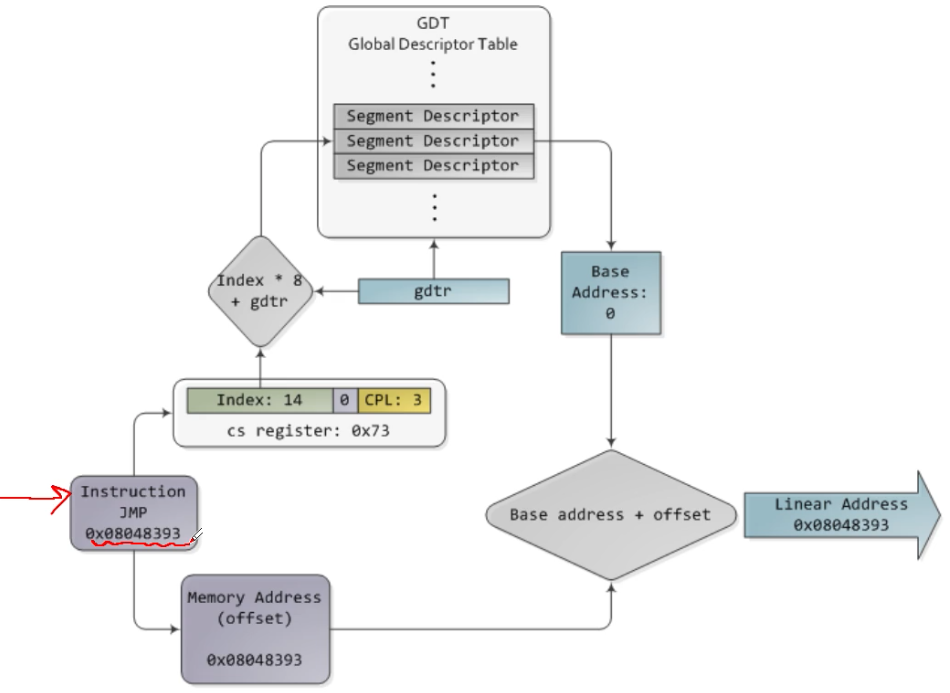 GDT
Global Descriptor Table
Segment Descriptor
Segment Descriptor
Segment Descriptor
Index * 8
+ gdtr
gdtr
Base
Address:
0
Index: 14 0 CPL: 3
cs register: 0x73
Instruction
JMP
0x08048393
Base address + offset
Linear Address
0x08048393
Memory Address
(offset)
0x08048393